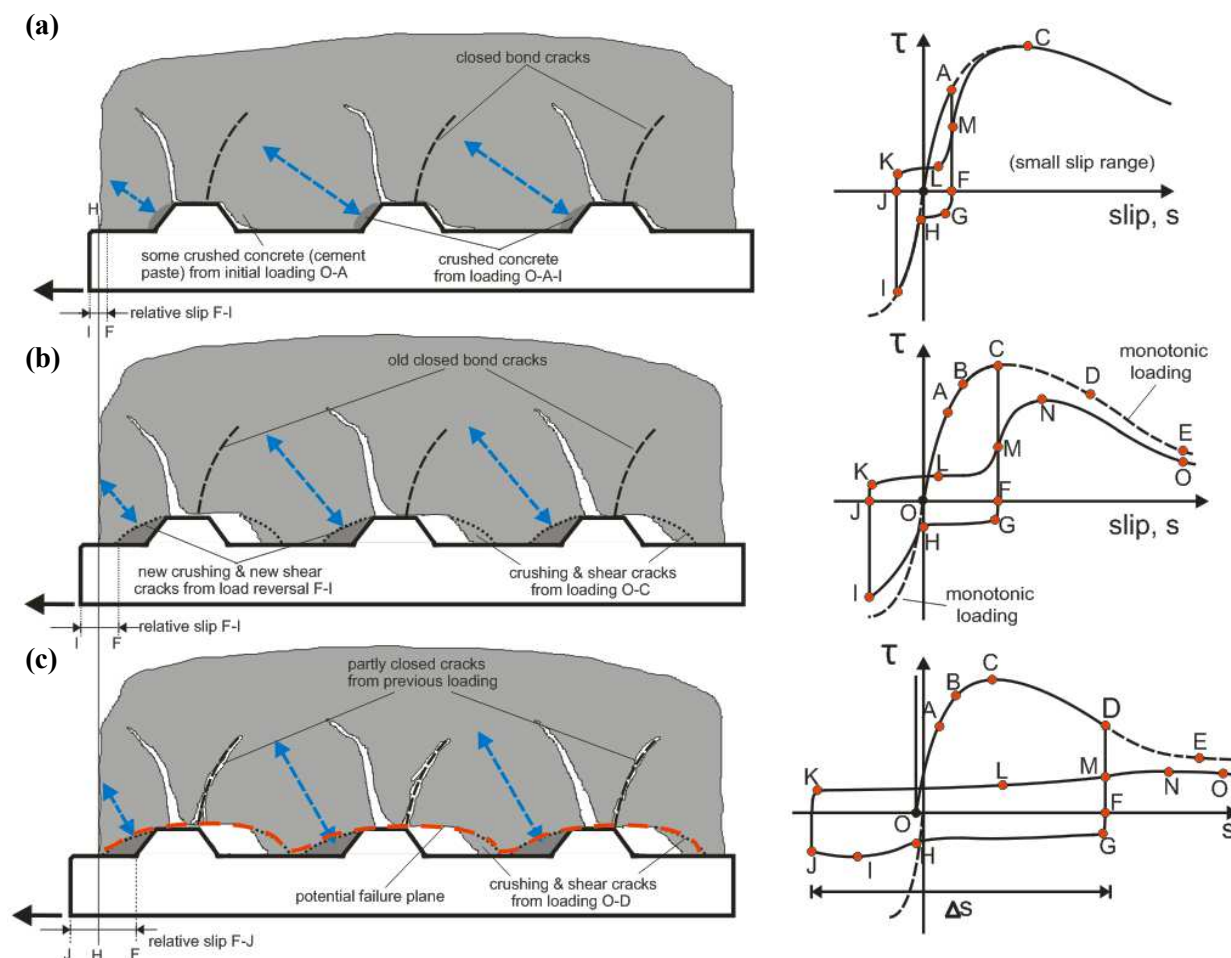 (a)
closed bond cracks
H
some crushed concrete (cement
paste) from initial loading O-A
crushed concrete
from loading O-A-I
relative slip F-I
I F
τ
C
A
M
K
L
(small slip range)
J
F
slip, s
H
G
I
(b)
old closed bond cracks
new crushing & new shear
cracks from load reversal F-I
crushing & shear cracks
from loading O-C
relative slip F-I
I F
τ
C
B
A
monotonic
loading
D
N
M
E
K
L
O
J
O
F
slip, s
H
G
I
monotonic
loading
(c)
partly closed cracks
from previous loading
potential failure plane
crushing & shear cracks
from loading O-D
relative slip F-J
J H F
τ
C
B
A
D
E
K
L
M
N
O
O
F
s
J
I
H
G
Δs